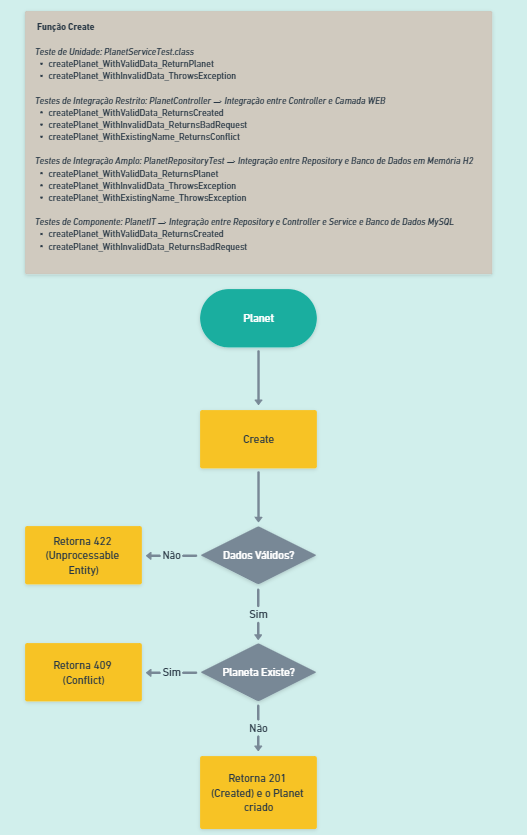 Função Create
Teste de Unidade: PlanetServiceTest.class
• createPlanet_WithValidData_ReturnPlanet
• createPlanet_WithInvalidData_ThrowsException
Testes de Integração Restrito: PlanetController → Integração entre Controller e Camada WEB
• createPlanet_WithValidData_ReturnsCreated
• createPlanet_WithInvalidData_ReturnsBadRequest
• createPlanet_WithExistingName_ReturnsConflict
Testes de Integração Amplo: PlanetRepositoryTest → Integração entre Repository e Banco de Dados em Memória H2
• createPlanet_WithValidData_ReturnsPlanet
• createPlanet_WithInvalidData_ThrowsException
• createPlanet_WithExistingName_ThrowsException
Testes de Componente: PlanetIT → Integração entre Repository e Controller e Service e Banco de Dados MySQL
• createPlanet_WithValidData_ReturnsCreated
• createPlanet_WithInvalidData_ReturnsBadRequest
Planet
Create
Dados Válidos?
Não
Retorna 422
(Unprocessable
Entity)
Sim
Planeta Existe?
Sim
Retorna 409
(Conflict)
Não
Retorna 201
(Created) e o Planet
criado